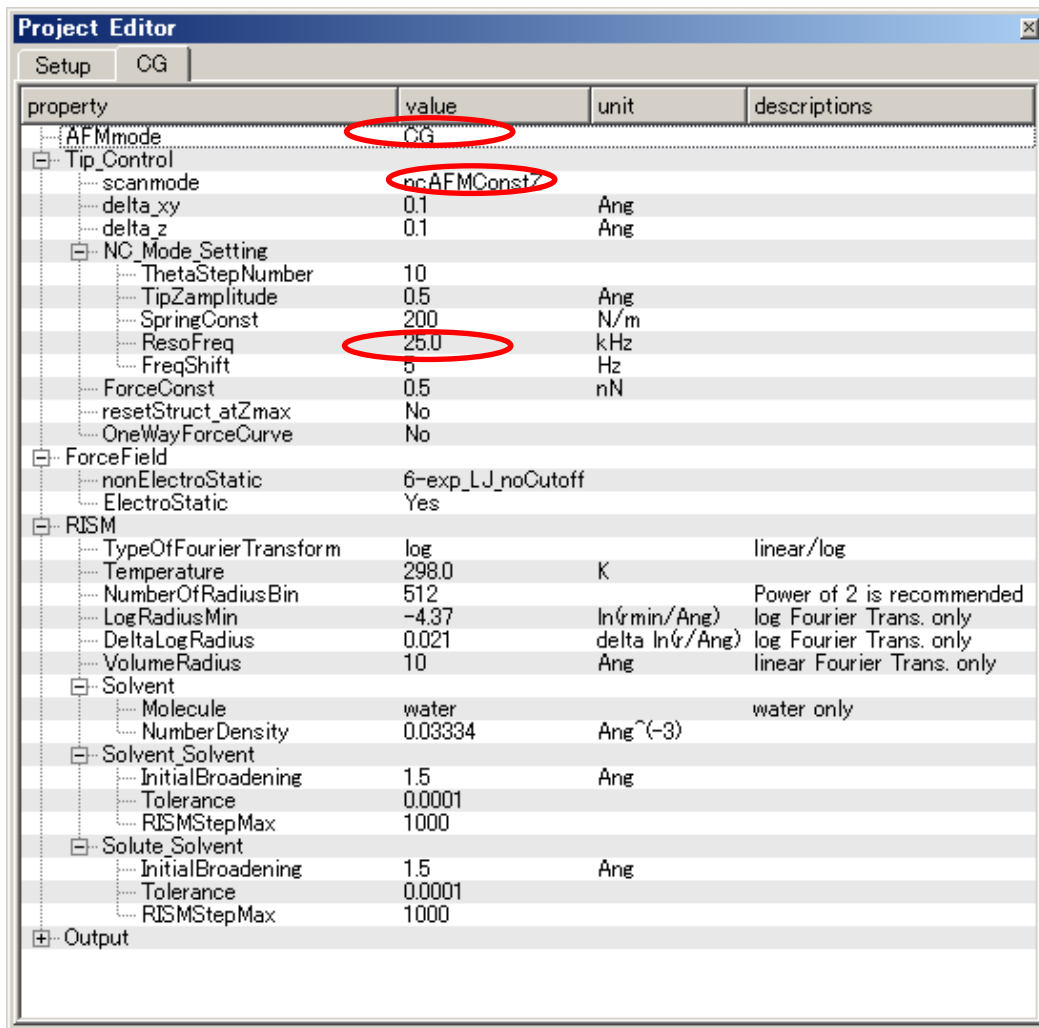 Project Editor
Setup CG
property value unit descriptions
AFMmode CG
Tip_Control
scanmode ncAFMConstZ
delta_xy 0.1 Ang
delta_z 0.1 Ang
NC_Mode_Setting
ThetaStepNumber 10
TipZamplitude 0.5 Ang
SpringConst 200 N/m
ResoFreq 25.0 kHz
FreqShift 5 Hz
ForceConst 0.5 nN
resetStruct_atZmax No
OneWayForceCurve No
ForceField
nonElectroStatic 6-exp_LJ_noCutoff
ElectroStatic Yes
RISM
TypeOfFourierTransform log linear/log
Temperature 298.0 K
NumberOfRadiusBin 512 Power of 2 is recommended
LogRadiusMin -4.37 ln(rmin/Ang) log Fourier Trans. only
DeltaLogRadius 0.021 delta ln(r/Ang) log Fourier Trans. only
VolumeRadius 10 Ang linear Fourier Trans. only
Solvent
Molecule water water only
NumberDensity 0.03334 Ang^(-3)
Solvent_Solvent
InitialBroadening 1.5 Ang
Tolerance 0.0001
RISMStepMax 1000
Solute_Solvent
InitialBroadening 1.5 Ang
Tolerance 0.0001
RISMStepMax 1000
Output